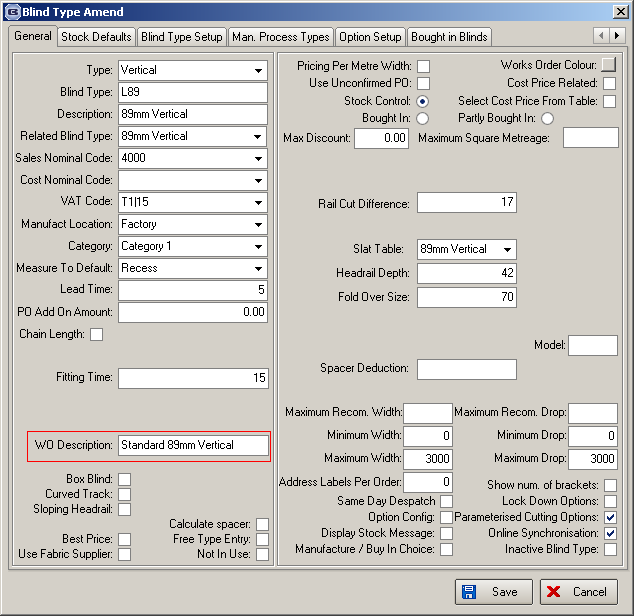 Blind Type Amend
General Stock Defaults Blind Type Setup Man. Process Types Option Setup Bought in Blinds
Type: Vertical
Blind Type: L89
Description: 89mm Vertical
Related Blind Type: 89mm Vertical
Sales Nominal Code: 4000
Cost Nominal Code:
VAT Code: T1|15
Manufact Location: Factory
Category: Category 1
Measure To Default: Recess
Lead Time: 5
PO Add On Amount: 0.00
Chain Length:
Fitting Time: 15
WO Description: Standard 89mm Vertical
Box Blind:
Curved Track:
Sloping Headrail:
Calculate spacer:
Best Price: Free Type Entry:
Use Fabric Supplier: Not In Use:
Pricing Per Metre Width: Works Order Colour:
Use Unconfirmed PO: Cost Price Related:
Stock Control: Select Cost Price From Table:
Bought In: Partly Bought In:
Max Discount: 0.00 Maximum Square Metreage:
Rail Cut Difference: 17
Slat Table: 89mm Vertical
Headrail Depth: 42
Fold Over Size: 70
Model:
Spacer Deduction:
Maximum Recom. Width: Maximum Recom. Drop:
Minimum Width: 0 Minimum Drop: 0
Maximum Width: 3000 Maximum Drop: 3000
Address Labels Per Order: 0 Show num. of brackets:
Same Day Despatch Lock Down Options:
Option Config: Parameterised Cutting Options:
Display Stock Message: Online Synchronisation:
Manufacture / Buy In Choice: Inactive Blind Type:
Save Cancel